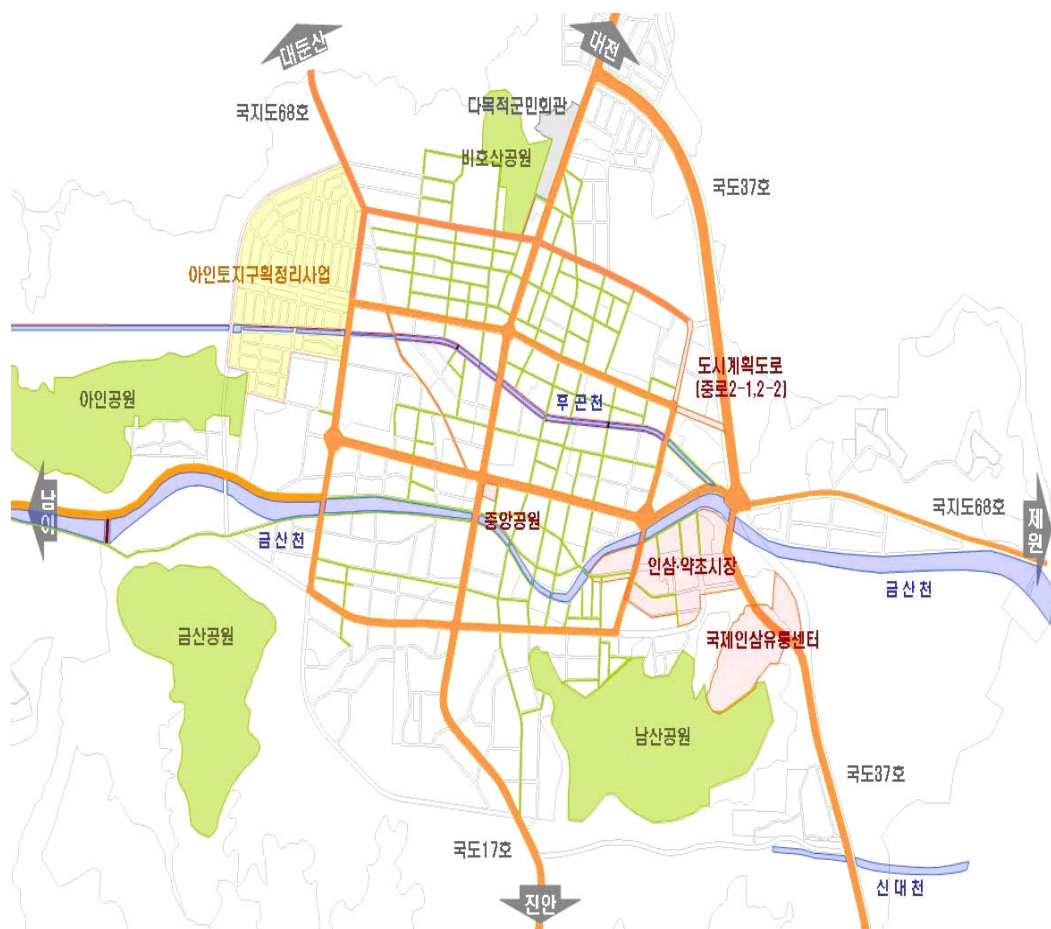 대둔산
대전
국지도68호
다목적군민회관
비호산공원
국도37호
아인토지구획정리사업
도시계획도로
(중로2-1,2-2)
아인공원
후곤천
남이
중앙공원
국지도68호
제원
금산천
인삼·약초시장
금산천
금산공원
국제인삼유통센터
남산공원
국도37호
국도17호
신대천
진안